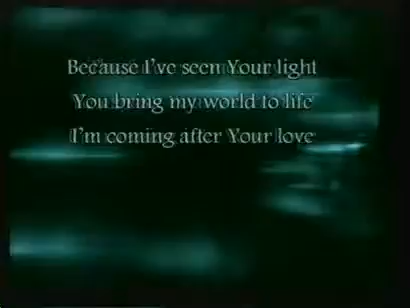 Because I've seen Your light
You bring my world to life
I'm coming after Your love